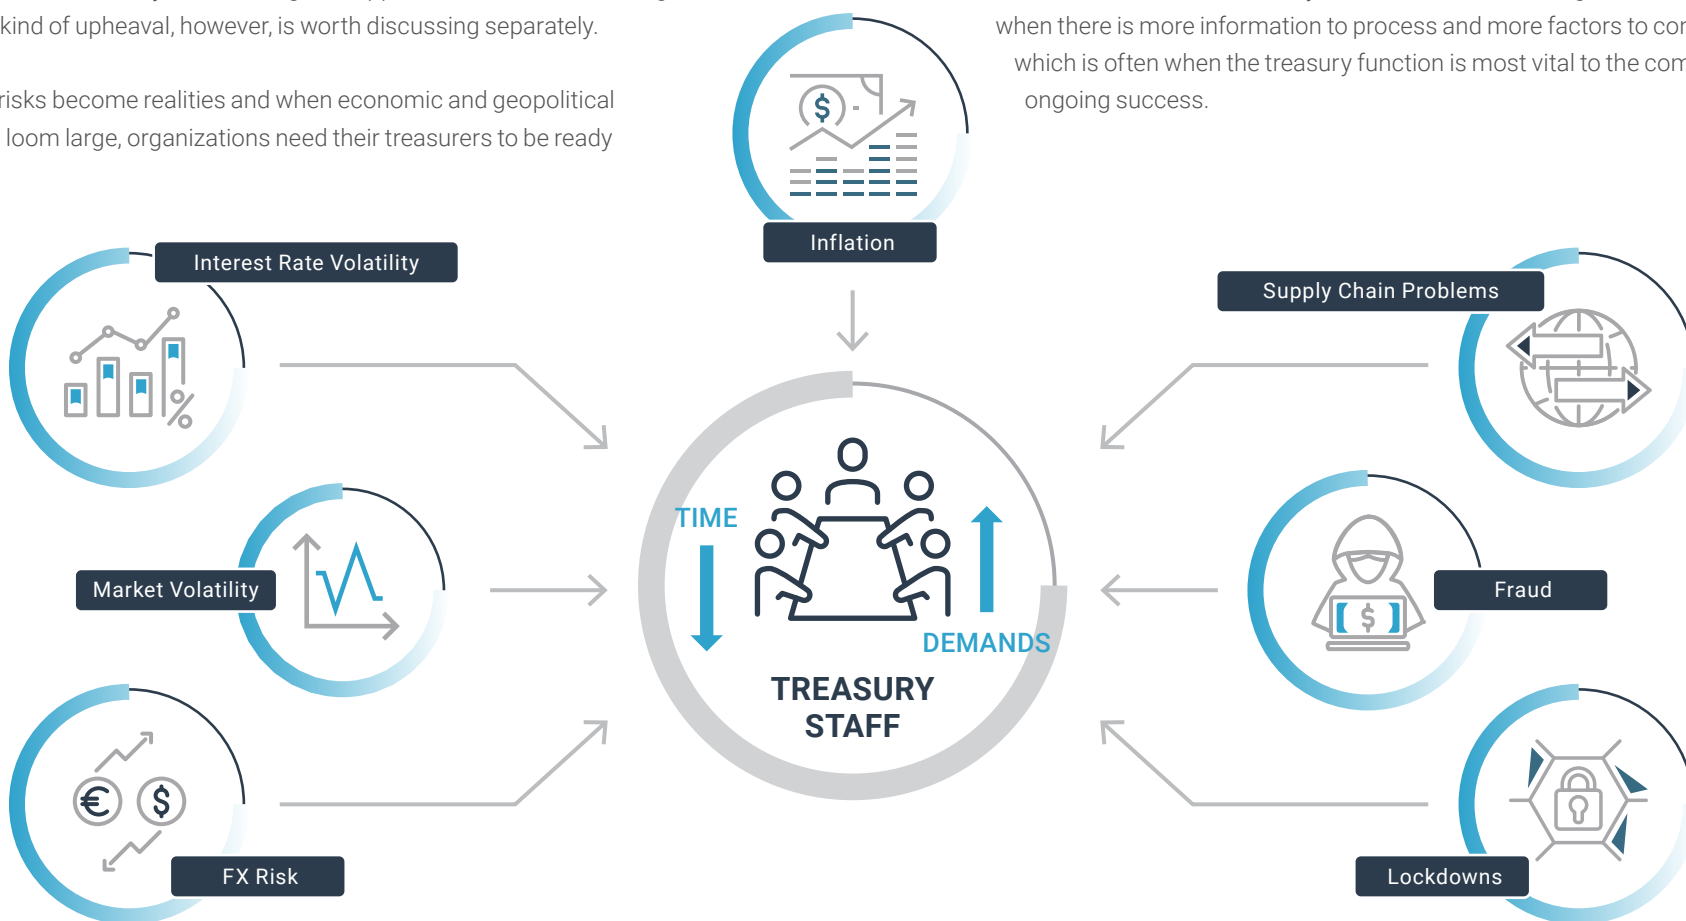 kind of upheaval, however, is worth discussing separately.
risks become realities and when economic and geopolitical
loom large, organizations need their treasurers to be ready
when there is more information to process and more factors to
which is often when the treasury function is most vital to the
ongoing success.
$
Inflation
Interest Rate Volatility
%
Supply Chain Problems
Market Volatility
Fraud
$
TIME
DEMANDS
TREASURY
STAFF
€ $
FX Risk
Lockdowns